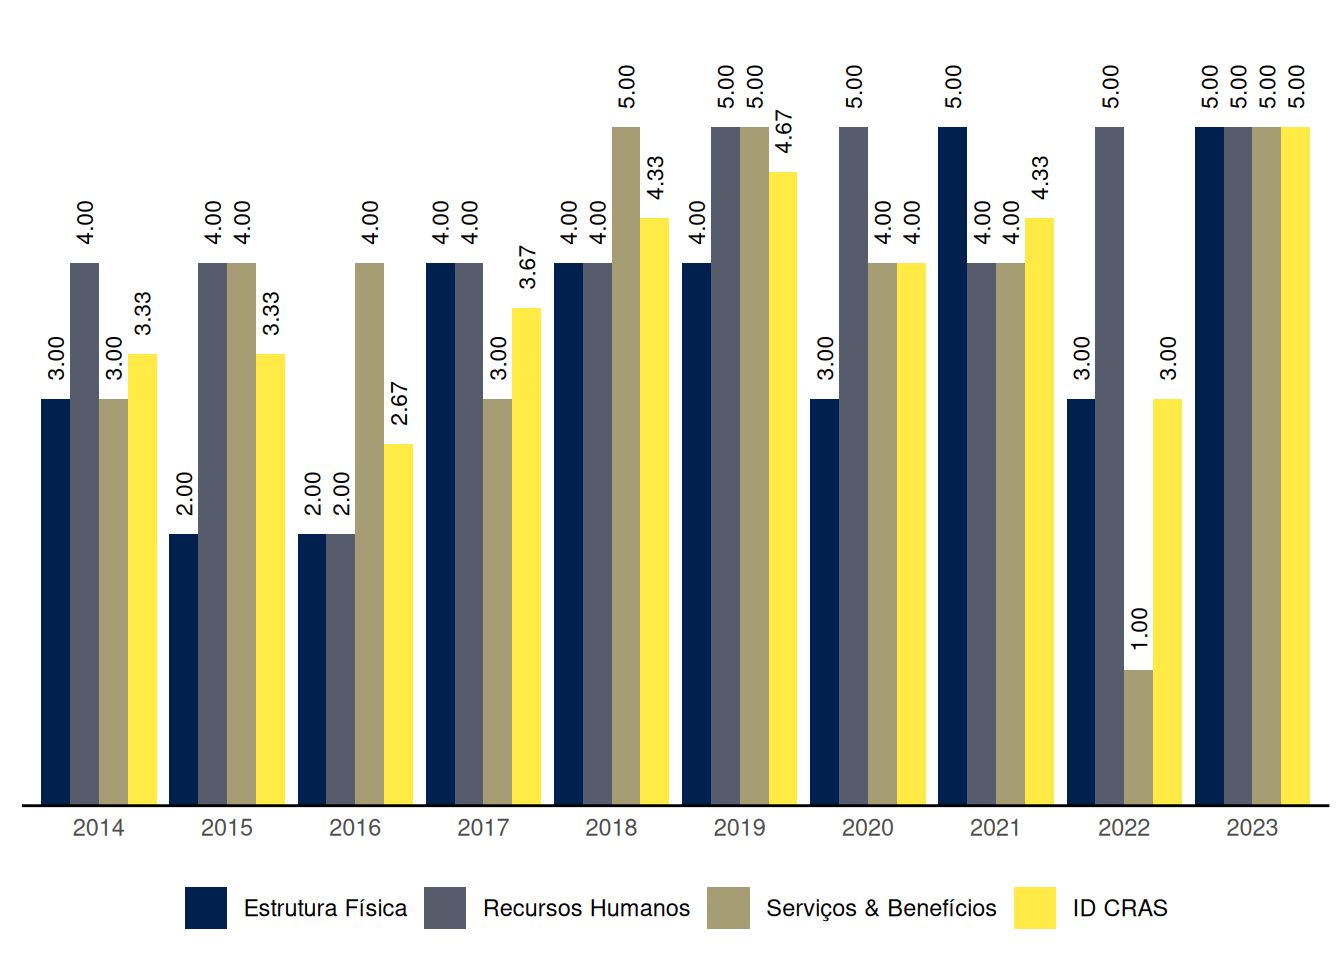 3.00 4.00 3.00 3.33
2.00 4.00 4.00 3.33
2.00 2.00 4.00 2.67
4.00 4.00 3.00 3.67
4.00 4.00 5.00 4.33
4.00 5.00 5.00 4.67
3.00 5.00 4.00 4.00
5.00 4.00 4.00 4.33
3.00 5.00 1.00 3.00
5.00 5.00 5.00 5.00
2014 2015 2016 2017 2018 2019 2020 2021 2022 2023
Estrutura Física Recursos Humanos Serviços & Benefícios ID CRAS